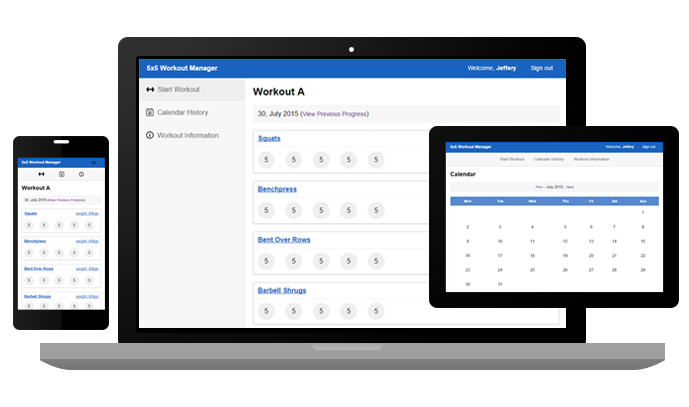 5x5 Workout Manager
Welcome, Jeffery Sign out
Start Workout
Calendar History
Workout Information
Workout A
30, July 2015 (View Previous Progress)
Squats
5 5 5 5 5
Benchpress
5 5 5 5 5
Bent Over Rows
5 5 5 5 5
Barbell Shrugs
5 5 5 5 5
5x5 Workout Manager
Workout A
30, July 2015 (View Previous Progress)
Squats
5 5 5 5 5
Benchpress
5 5 5 5 5
Bent Over Rows
5 5 5 5 5
Barbell Shrugs
5 5 5 5 5
5x5 Workout Manager
Welcome, Jeffery Sign out
Start Workout Calendar History Workout Information
Calendar
Prev - July 2015 - Next
Mon Tue Wed Thu Fri Sat Sun
1
2 3 4 5 6 7 8
9 10 11 12 13 14 15
16 17 18 19 20 21 22
23 24 25 26 27 28 29
30 31